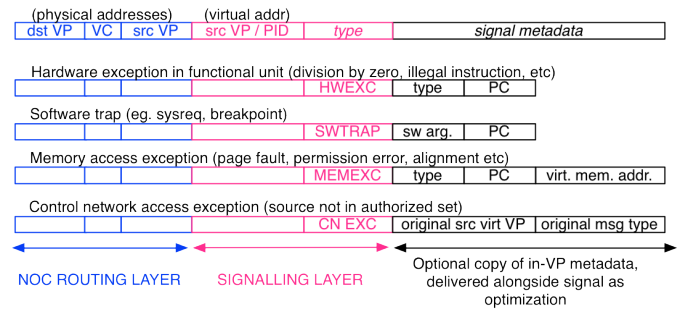 (physical addresses) (virtual addr)
dst VP VC src VP src VP / PID type signal metadata
Hardware exception in functional unit (division by zero, illegal instruction, etc)
HWEXC type PC
Software trap (eg. sysreq, breakpoint)
SWTRAP sw arg. PC
Memory access exception (page fault, permission error, alignment etc)
MEMEXC type PC virt. mem. addr.
Control network access exception (source not in authorized set)
CN EXC original src virt VP original msg type
NOC ROUTING LAYER SIGNALLING LAYER Optional copy of in-VP metadata,
delivered alongside signal as
optimization